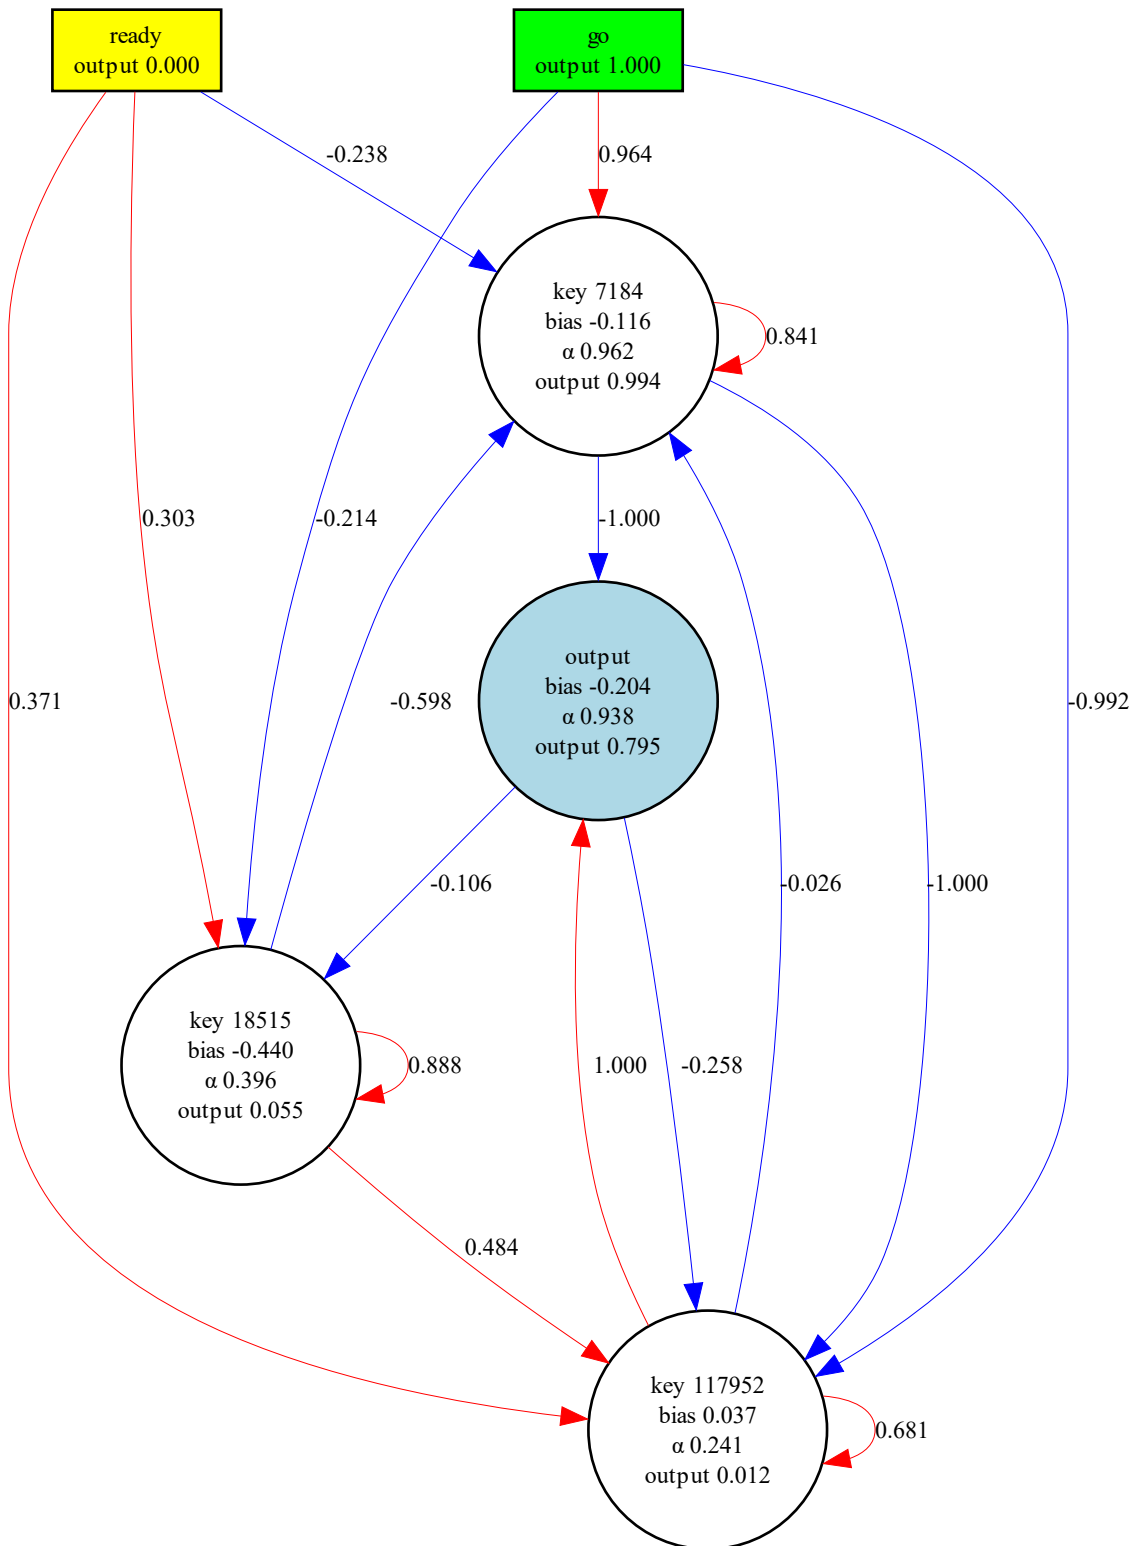 ready
output 0.000
go
output 1.000
-0.238
0.964
key 7184
bias -0.116
α 0.962
output 0.994
0.841
0.303
-0.214
-1.000
output
bias -0.204
α 0.938
output 0.795
0.371
-0.598
-0.992
-0.106
-0.026
-1.000
key 18515
bias -0.440
α 0.396
output 0.055
0.888
1.000
-0.258
0.484
key 117952
bias 0.037
α 0.241
output 0.012
0.681